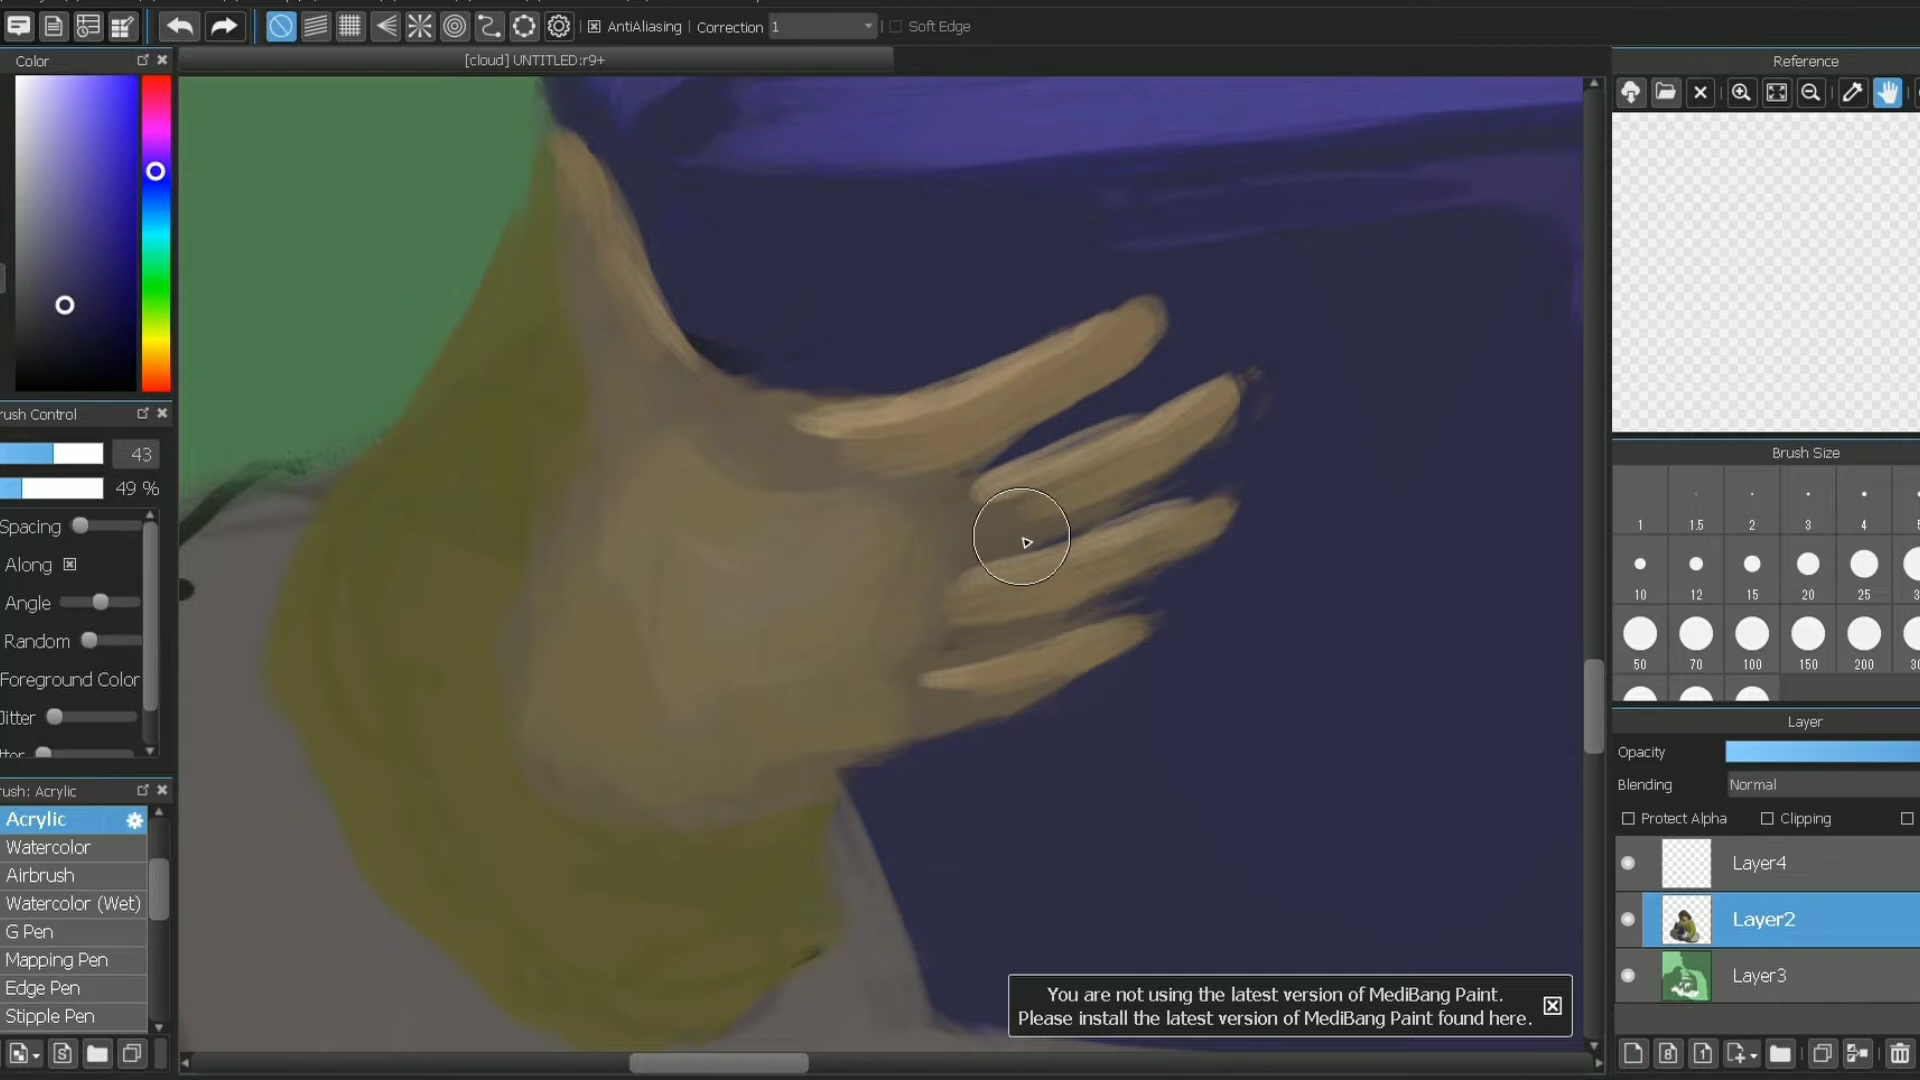 AntiAliasing
Correction
1
Soft Edge
Color
[cloud] UNTITLED:r9+
Reference
rush Control
43
49 %
Spacing
Along
Angle
Random
Foreground Color
Jitter
rush: Acrylic
Acrylic
Watercolor
Airbrush
Watercolor (Wet)
G Pen
Mapping Pen
Edge Pen
Stipple Pen
Brush Size
1 1.5 2 3 4
10 12 15 20 25
50 70 100 150 200
Layer
Opacity
Blending Normal
Protect Alpha Clipping
Layer4
Layer2
Layer3
You are not using the latest version of MediBang Paint.
Please install the latest version of MediBang Paint found here.